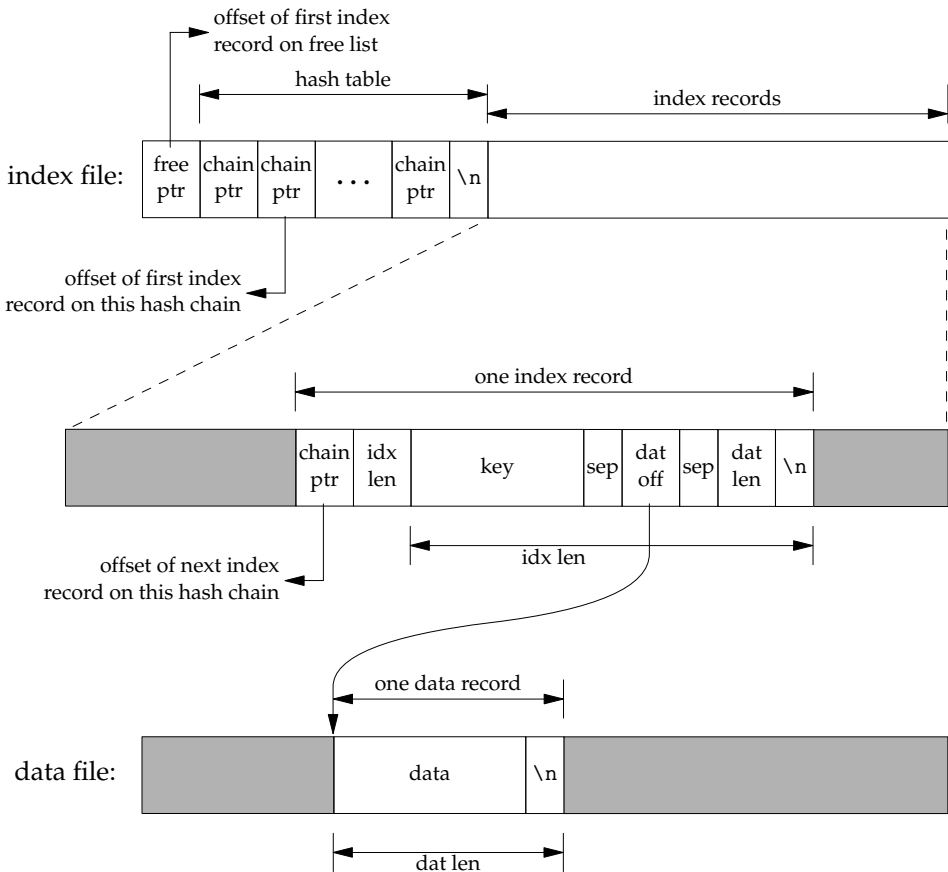 offset of first index
record on free list
hash table
index records
index file:
free
ptr
chain
ptr
chain
ptr
...
chain
ptr
\n
offset of first index
record on this hash chain
one index record
chain
ptr
idx
len
key
sep
dat
off
sep
dat
len
\n
idx len
offset of next index
record on this hash chain
one data record
data file:
data
\n
dat len